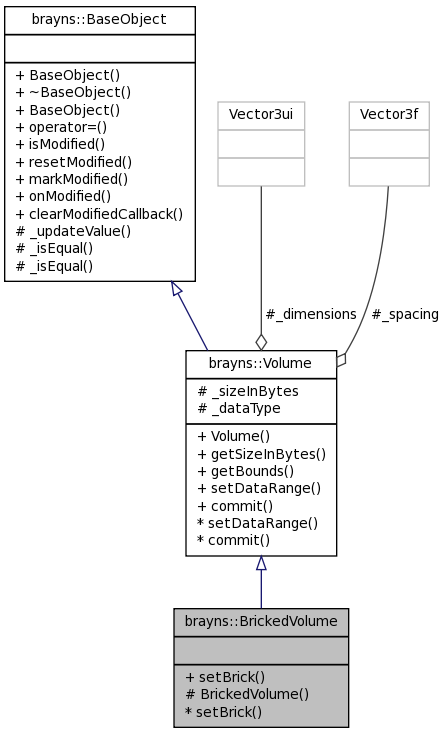 brayns::BaseObject
+ BaseObject()
+ ~BaseObject()
+ BaseObject()
+ operator=()
+ isModified()
+ resetModified()
+ markModified()
+ onModified()
+ clearModifiedCallback()
# _updateValue()
# _isEqual()
# _isEqual()
Vector3ui
Vector3f
#_dimensions
#_spacing
brayns::Volume
# _sizeInBytes
# _dataType
+ Volume()
+ getSizeInBytes()
+ getBounds()
+ setDataRange()
+ commit()
* setDataRange()
* commit()
brayns::BrickedVolume
+ setBrick()
# BrickedVolume()
* setBrick()